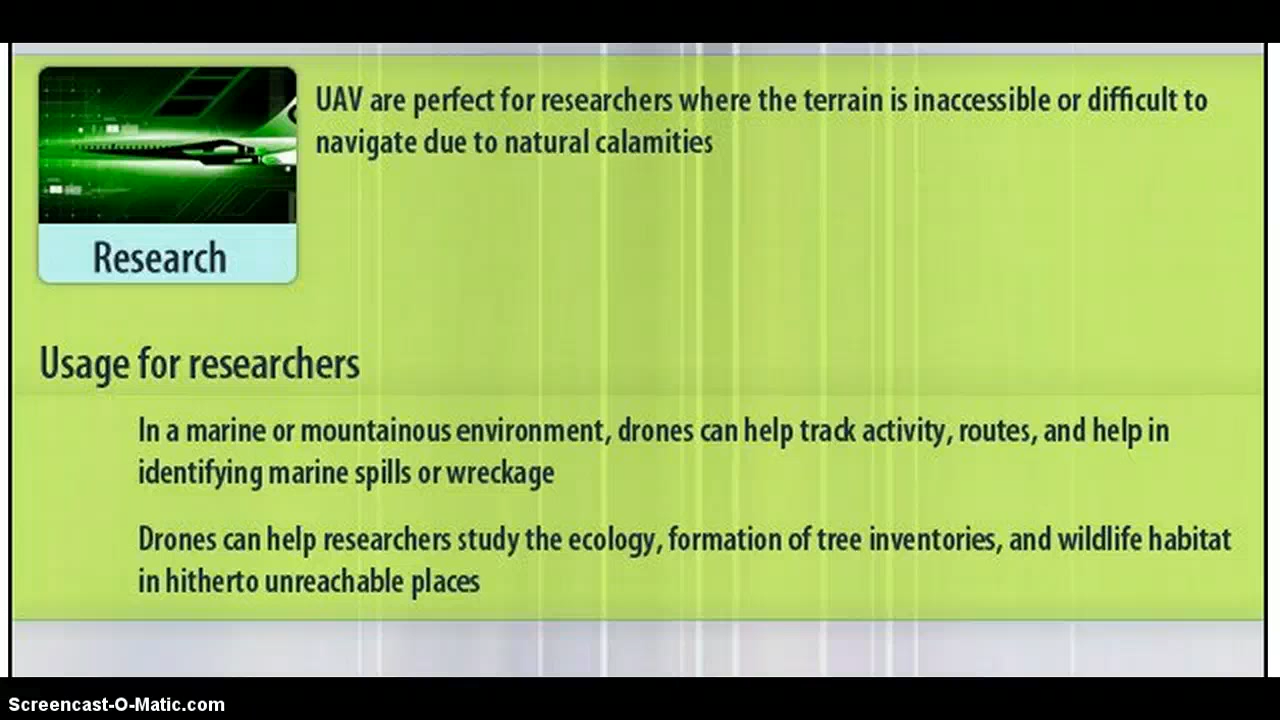 UAV are perfect for researchers where the terrain is inaccessible or difficult to
navigate due to natural calamities
Research
Usage for researchers
In a marine or mountainous environment, drones can help track activity, routes, and help in
identifying marine spills or wreckage
Drones can help researchers study the ecology, formation of tree inventories, and wildlife habitat
in hitherto unreachable places
Screencast-O-Matic.com